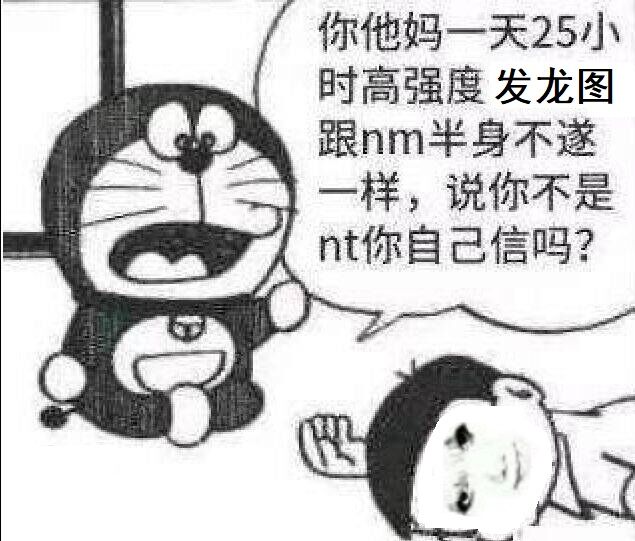 你他妈一天25小
时高强度 发龙图
跟nm半身不遂
一样，说你不是
nt你自己信吗？